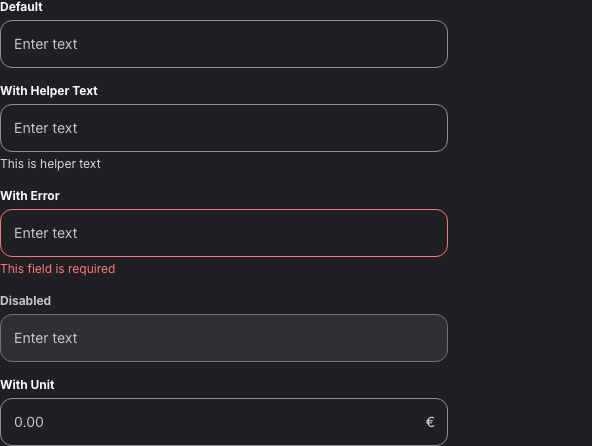 Default
Enter text
With Helper Text
Enter text
This is helper text
With Error
Enter text
This field is required
Disabled
Enter text
With Unit
0.00 €